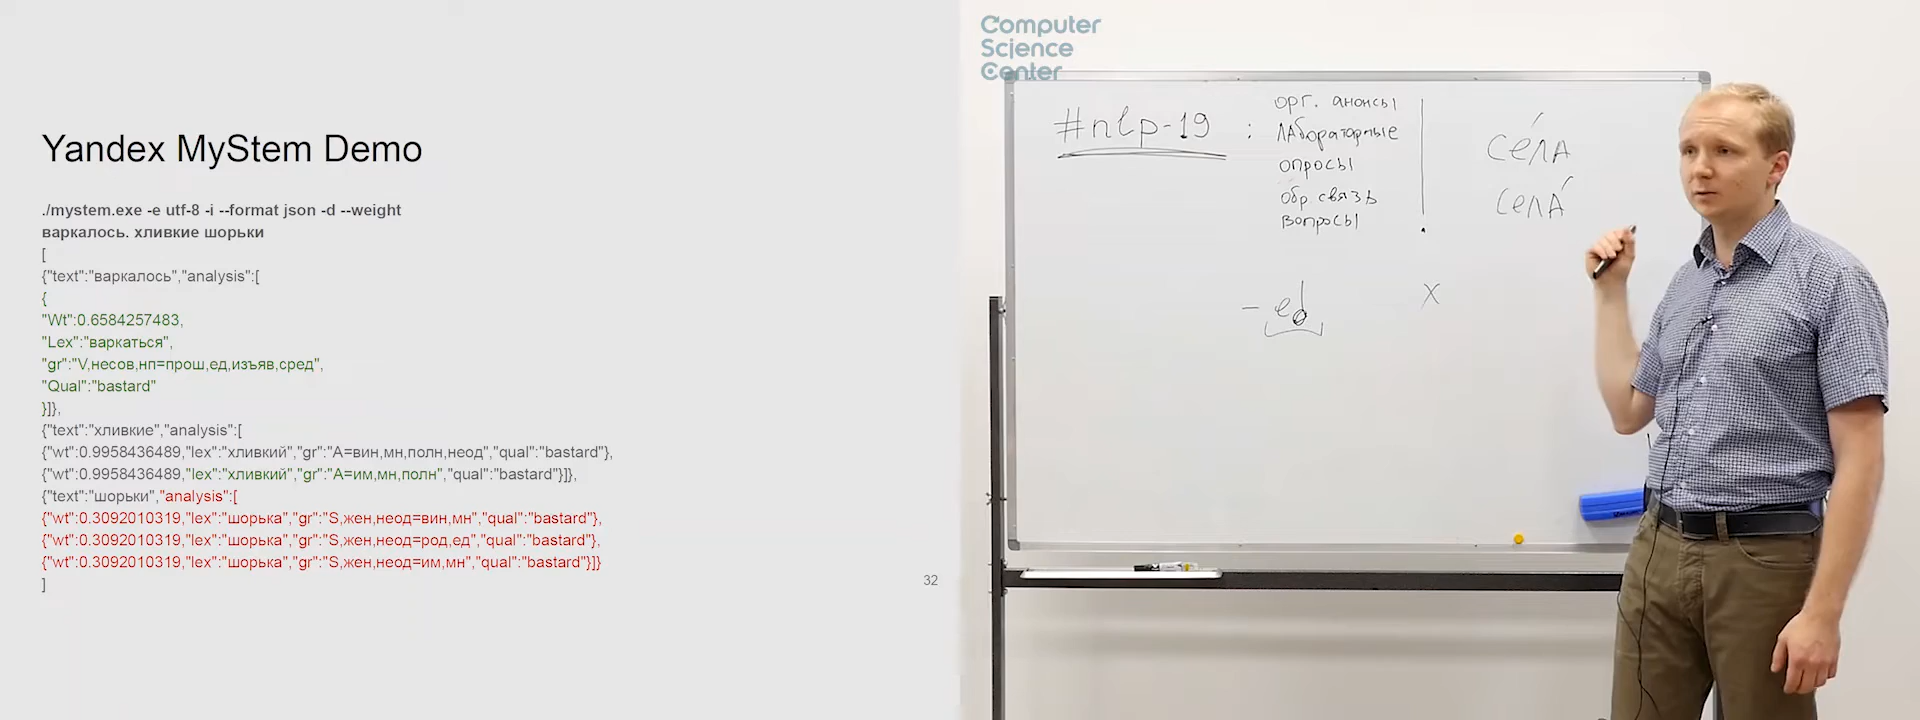 Yandex MyStem Demo
./mystem.exe -e utf-8 -i --format json -d --weight
варкалось. хливкие шорьки
[
{"text":"варкалось","analysis":[
{
"Wt":0.6584257483,
"Lex":"варкаться",
"gr":"V,несов,нп=прош,ед,изъяв,сред",
"Qual":"bastard"
}]},
{"text":"хливкие","analysis":[
{"wt":0.9958436489,"lex":"хливкий","gr":"A=вин,мн,полн,неод","qual":"bastard"},
{"wt":0.9958436489,"lex":"хливкий","gr":"A=им,мн,полн","qual":"bastard"}]},
{"text":"шорьки","analysis":[
{"wt":0.3092010319,"lex":"шорька","gr":"S,жен,неод=вин,мн","qual":"bastard"},
{"wt":0.3092010319,"lex":"шорька","gr":"S,жен,неод=род,ед","qual":"bastard"},
{"wt":0.3092010319,"lex":"шорька","gr":"S,жен,неод=им,мн","qual":"bastard"}]}
]
32
Computer
Science
Center
#nlp-19 :
орг. анонсы
лабораторные
опросы
обр. связь
вопросы
се́ла
села́
-ed
x